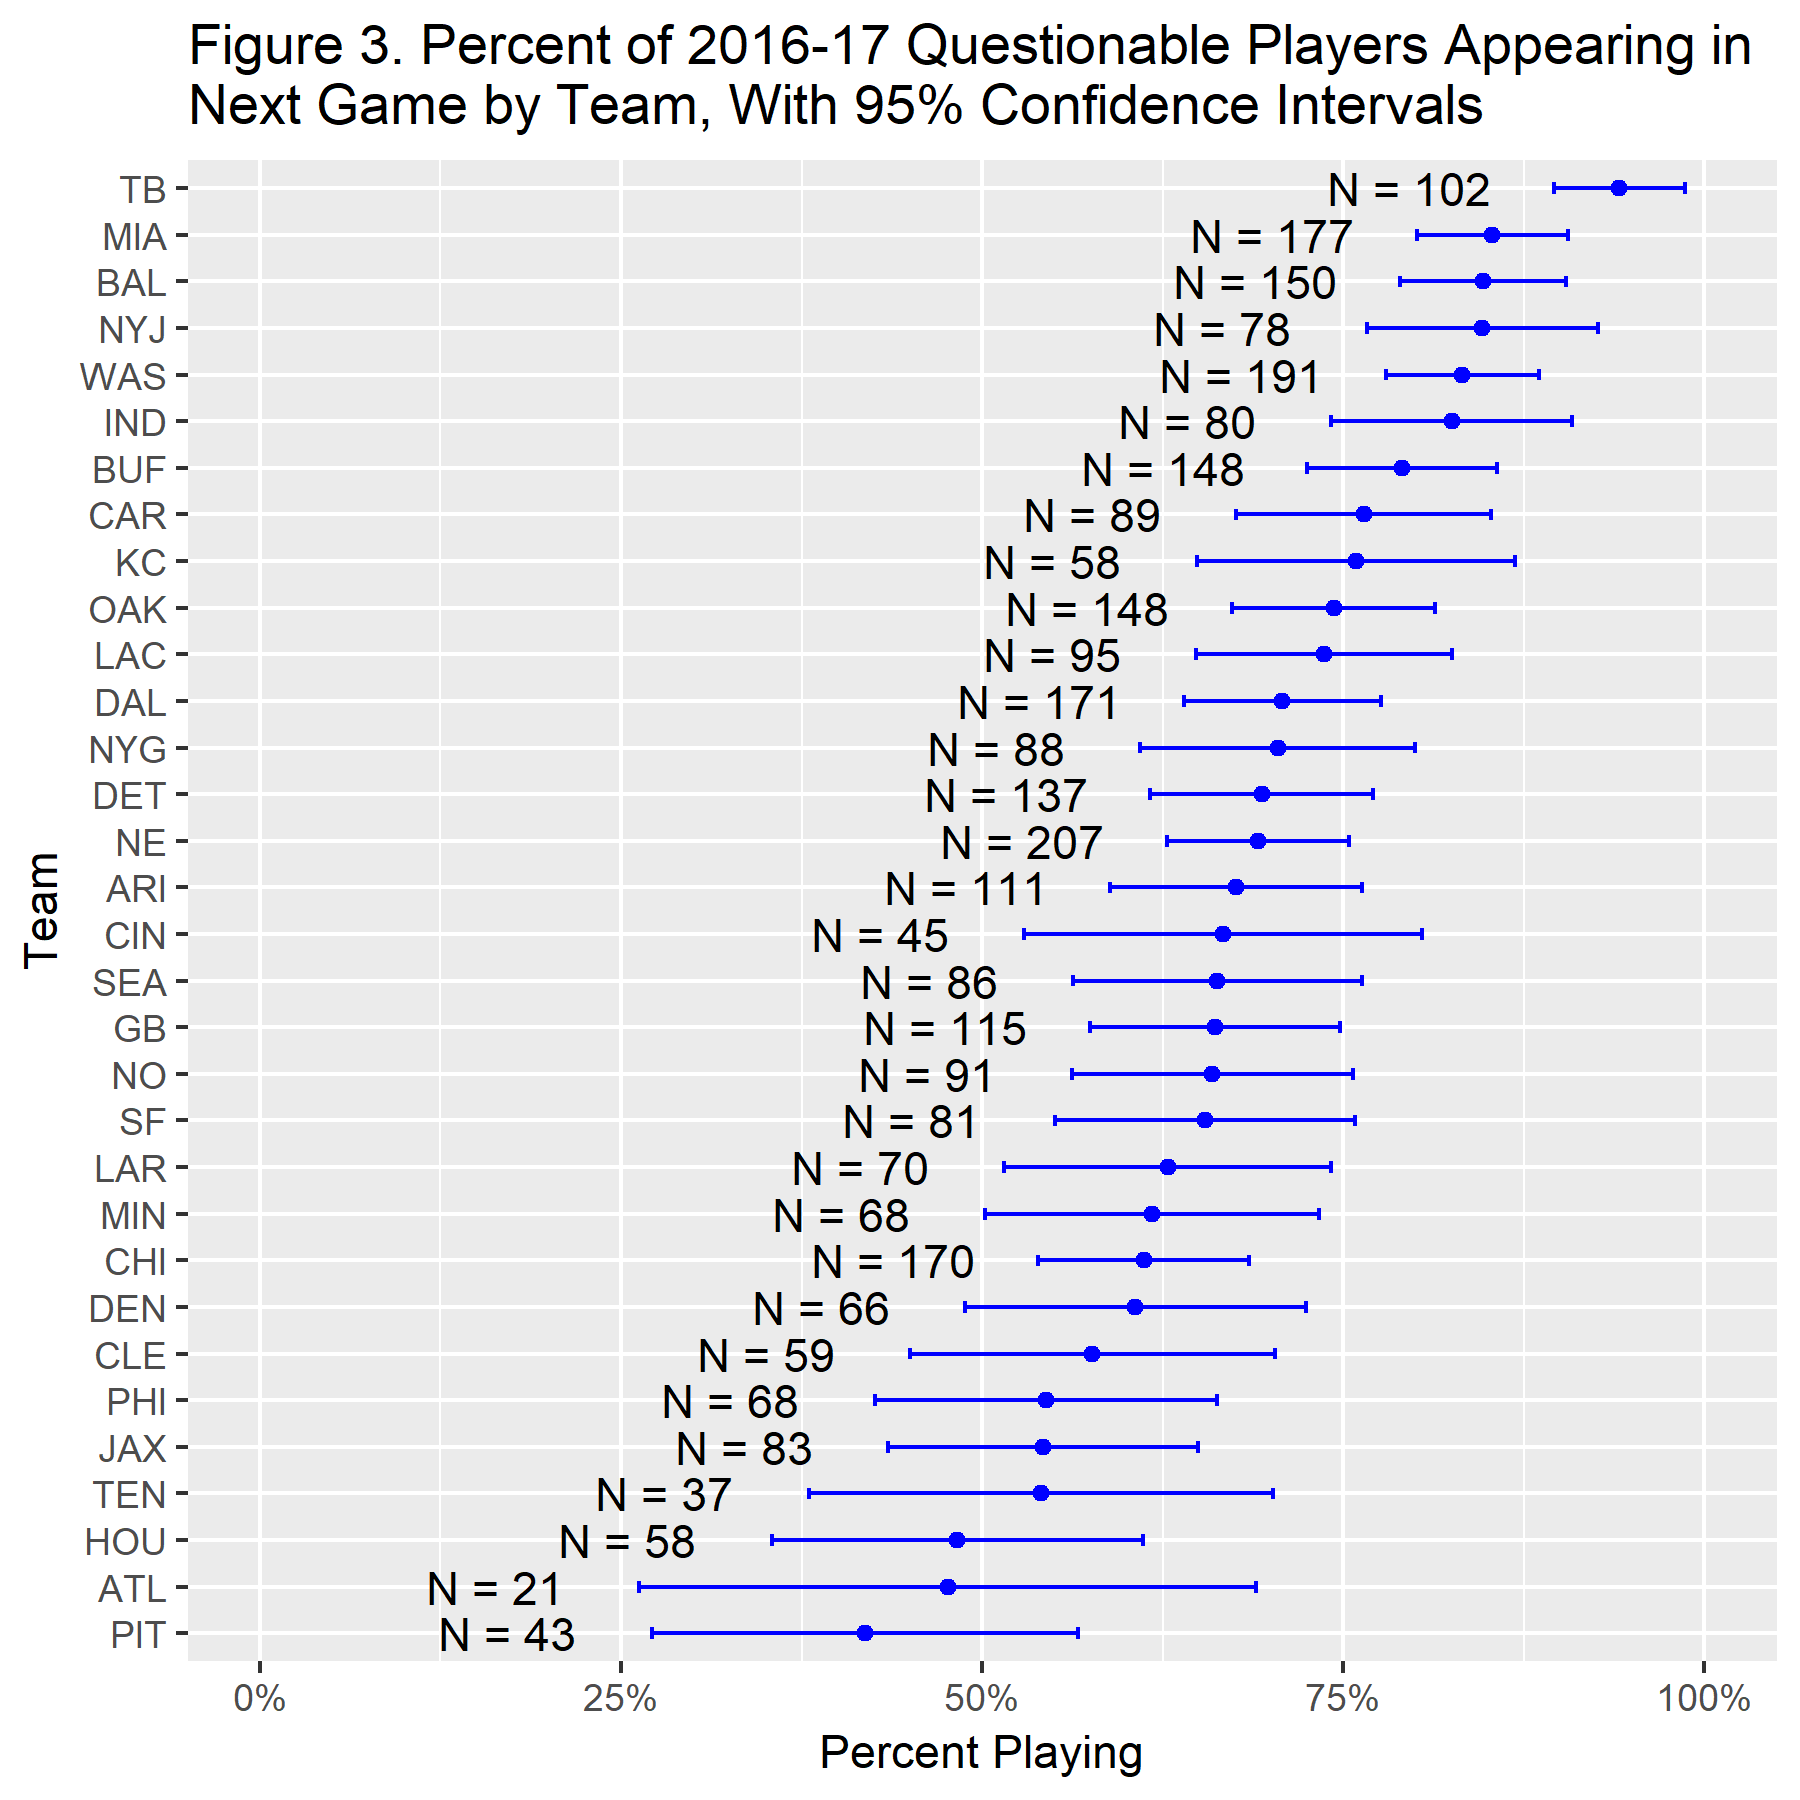 Figure 3. Percent of 2016-17 Questionable Players Appearing in
Next Game by Team, With 95% Confidence Intervals
TB N = 102
MIA N = 177
BAL N = 150
NYJ N = 78
WAS N = 191
IND N = 80
BUF N = 148
CAR N = 89
KC N = 58
OAK N = 148
LAC N = 95
DAL N = 171
NYG N = 88
DET N = 137
NE N = 207
ARI N = 111
CIN N = 45
SEA N = 86
GB N = 115
NO N = 91
SF N = 81
LAR N = 70
MIN N = 68
CHI N = 170
DEN N = 66
CLE N = 59
PHI N = 68
JAX N = 83
TEN N = 37
HOU N = 58
ATL N = 21
PIT N = 43
Team
0% 25% 50% 75% 100%
Percent Playing